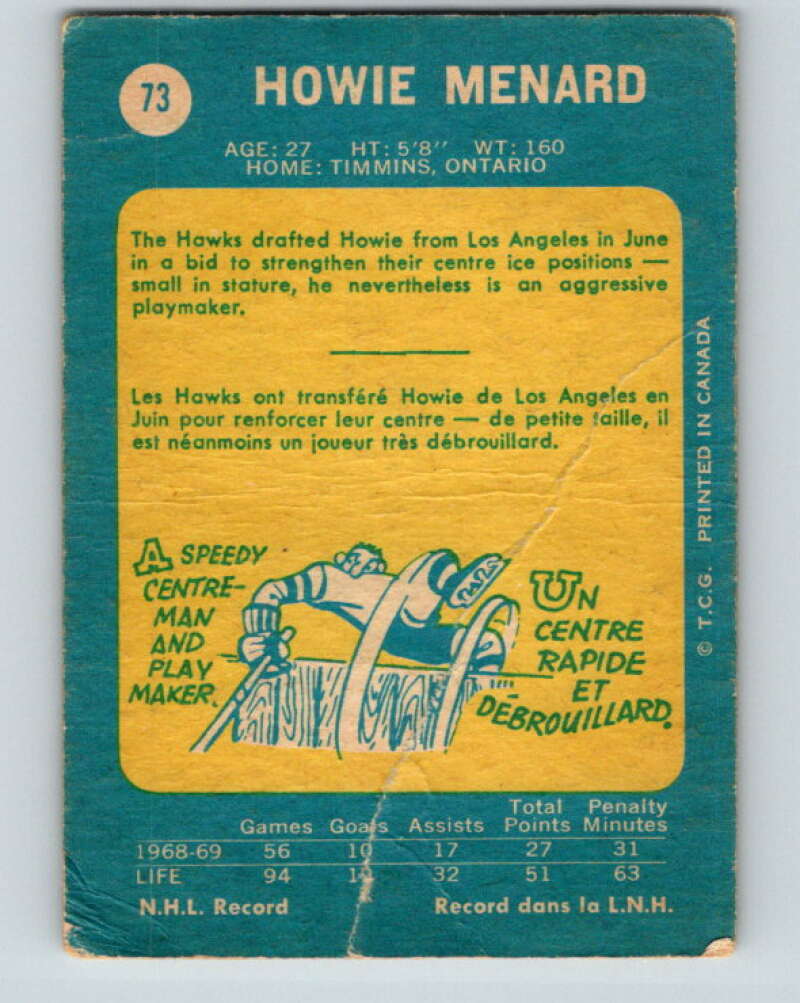 73 HOWIE MENARD
AGE: 27 HT: 5'8'' WT: 160
HOME: TIMMINS, ONTARIO
The Hawks drafted Howie from Los Angeles in June
in a bid to strengthen their centre ice positions —
small in stature, he nevertheless is an aggressive
playmaker.
Les Hawks ont transféré Howie de Los Angeles en
Juin pour renforcer leur centre — de petite taille, il
est néanmoins un joueur très débrouillard.
A SPEEDY
CENTRE-
MAN
AND
PLAY
MAKER.
UN
CENTRE
RAPIDE
ET
DÉBROUILLARD.
© T.C.G. PRINTED IN CANADA
Games Goals Assists Total Points Penalty Minutes
1968-69 56 10 17 27 31
LIFE 94 32 51 63
N.H.L. Record Record dans la L.N.H.